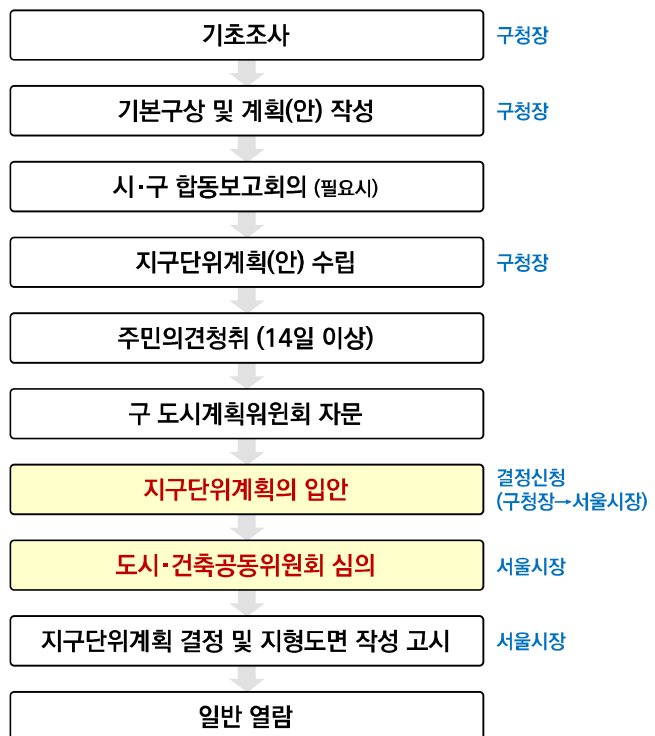 기초조사 구청장
기본구상 및 계획(안) 작성 구청장
시·구 합동보고회의 (필요시)
지구단위계획(안) 수립 구청장
주민의견청취 (14일 이상)
구 도시계획워윈회 자문
지구단위계획의 입안 결정신청
(구청장→서울시장)
도시·건축공동위원회 심의 서울시장
지구단위계획 결정 및 지형도면 작성 고시 서울시장
일반 열람